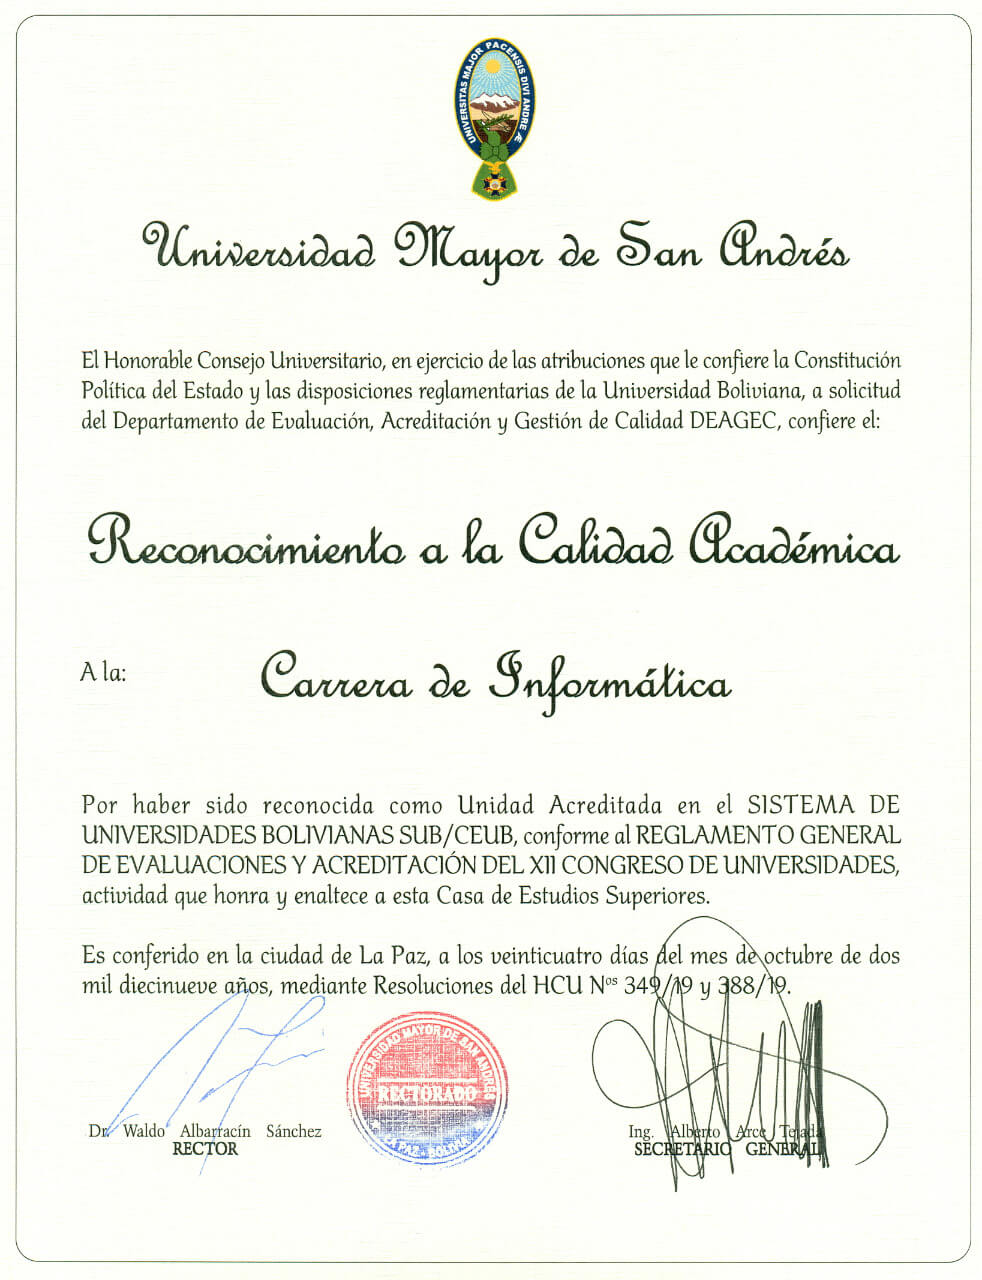 UNIVERSITAS MAJOR PACENSIS DIVI ANDRE Æ
Universidad Mayor de San Andrés
El Honorable Consejo Universitario, en ejercicio de las atribuciones que le confiere la Constitución
Política del Estado y las disposiciones reglamentarias de la Universidad Boliviana, a solicitud
del Departamento de Evaluación, Acreditación y Gestión de Calidad DEAGEC, confiere el:
Reconocimiento a la Calidad Académica
A la:
Carrera de Informática
Por haber sido reconocida como Unidad Acreditada en el SISTEMA DE
UNIVERSIDADES BOLIVIANAS SUB/CEUB, conforme al REGLAMENTO GENERAL
DE EVALUACIONES Y ACREDITACIÓN DEL XII CONGRESO DE UNIVERSIDADES,
actividad que honra y enaltece a esta Casa de Estudios Superiores.
Es conferido en la ciudad de La Paz, a los veinticuatro días del mes de octubre de dos
mil diecinueve años, mediante Resoluciones del HCU Nos 349/19 y 388/19.
UNIVERSIDAD MAYOR DE SAN ANDRES
RECTORADO
LA PAZ - BOLIVIA
Dr. Waldo Albarracín Sánchez
RECTOR
Ing. Alberto Arce Tejada
SECRETARIO GENERAL